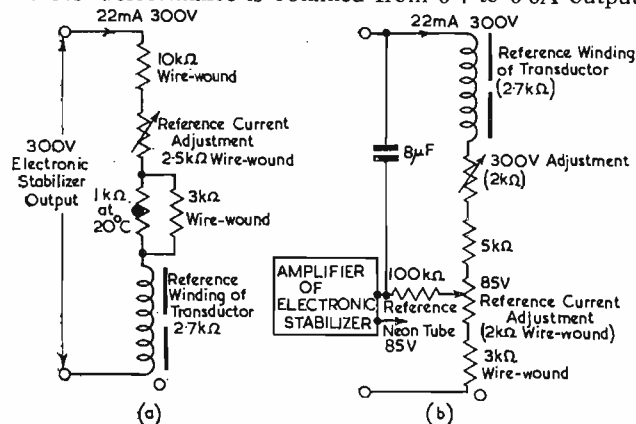 22mA 300V
10kΩ
Wire-wound
Reference Current
Adjustment
2·5kΩ Wire-wound
300V
Electronic
Stabilizer
Output
1kΩ
at
20°C
3kΩ
Wire-wound
Reference
Winding of
Transductor
2·7kΩ
(a)
22mA 300V
Reference Winding
of Transductor
(2·7kΩ)
8μF
300V Adjustment
(2kΩ)
5kΩ
AMPLIFIER
OF
ELECTRONIC
STABILIZER
100kΩ
Reference
Neon Tube
85V
85V
Reference Current
Adjustment
(2kΩ Wire-wound)
3kΩ
Wire-wound
(b)